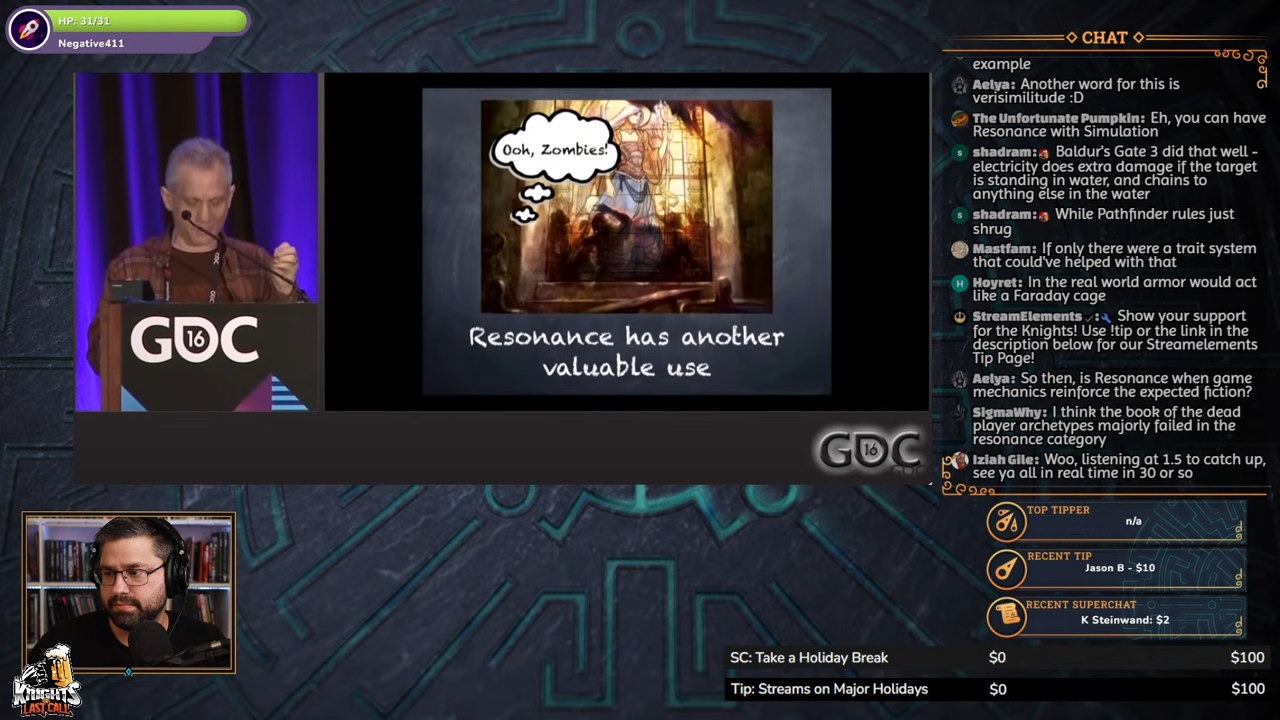 HP: 31/31
Negative411
Ooh, Zombies!
Resonance has another
valuable use
GDC
16
GDC
16
CHAT
example
Aelya: Another word for this is
verisimilitude :D
The Unfortunate Pumpkin: Eh, you can have
Resonance with Simulation
shadram: Baldur's Gate 3 did that well -
electricity does extra damage if the target
is standing in water, and chains to
anything else in the water
shadram: While Pathfinder rules just
shrug
Mastfam: If only there were a trait system
that could've helped with that
Hoyret: In the real world armor would act
like a Faraday cage
StreamElements: Show your support
for the Knights! Use !tip or the link in the
description below for our Streamelements
Tip Page!
Aelya: So then, is Resonance when game
mechanics reinforce the expected fiction?
SigmaWhy: I think the book of the dead
player archetypes majorly failed in the
resonance category
Iziah Gile: Woo, listening at 1.5 to catch up,
see ya all in real time in 30 or so
TOP TIPPER
n/a
RECENT TIP
Jason B - $10
RECENT SUPERCHAT
K Steinwand: $2
SC: Take a Holiday Break $0 $100
Tip: Streams on Major Holidays $0 $100
KNIGHTS
LAST CALL